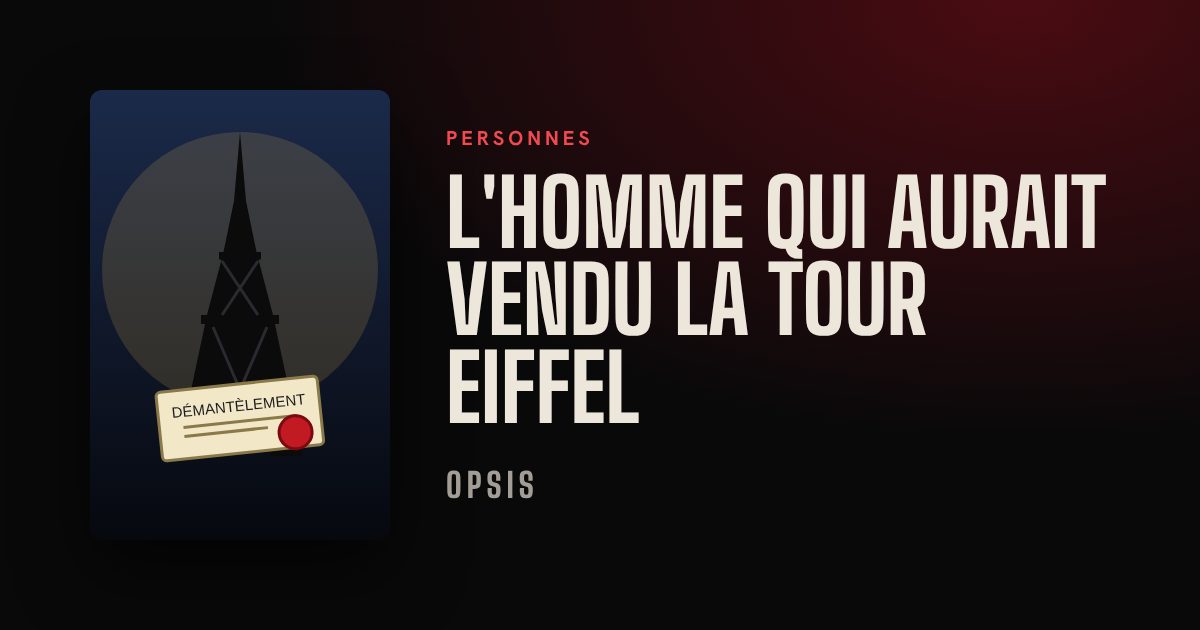 PERSONNES
L'HOMME QUI AURAIT
VENDU LA TOUR
EIFFEL
OPSIS
DÉMANTÈLEMENT